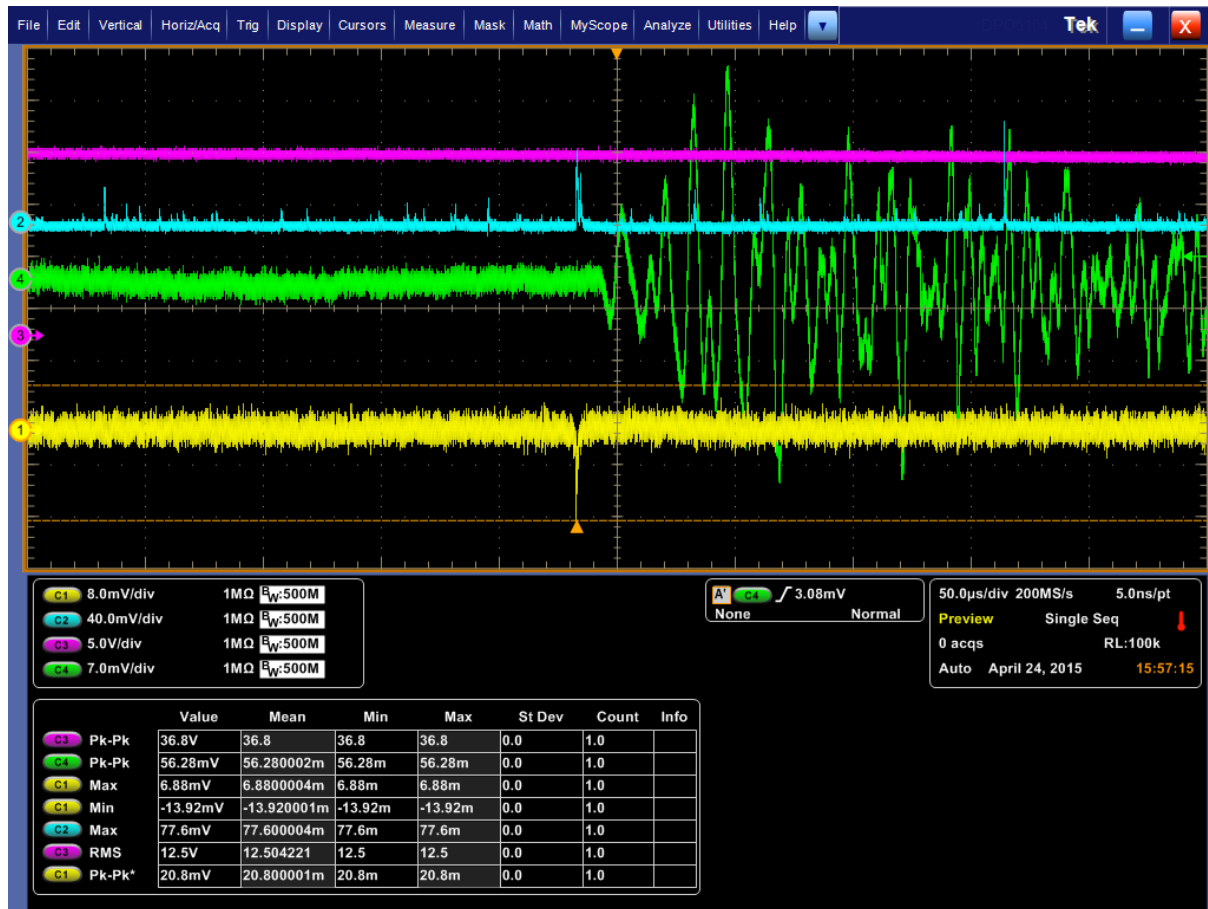 File Edit Vertical Horiz/Acq Trig Display Cursors Measure Mask Math MyScope Analyze Utilities Help Tek X
2
4
3
1
C1 8.0mV/div 1MΩ BW:500M
C2 40.0mV/div 1MΩ BW:500M
C3 5.0V/div 1MΩ BW:500M
C4 7.0mV/div 1MΩ BW:500M
A' C4 3.08mV
None Normal
50.0µs/div 200MS/s 5.0ns/pt
Preview Single Seq
0 acqs RL:100k
Auto April 24, 2015 15:57:15
Value Mean Min Max St Dev Count Info
C3 Pk-Pk 36.8V 36.8 36.8 36.8 0.0 1.0
C4 Pk-Pk 56.28mV 56.280002m 56.28m 56.28m 0.0 1.0
C1 Max 6.88mV 6.8800004m 6.88m 6.88m 0.0 1.0
C1 Min -13.92mV -13.920001m -13.92m -13.92m 0.0 1.0
C2 Max 77.6mV 77.600004m 77.6m 77.6m 0.0 1.0
C3 RMS 12.5V 12.504221 12.5 12.5 0.0 1.0
C1 Pk-Pk* 20.8mV 20.800001m 20.8m 20.8m 0.0 1.0